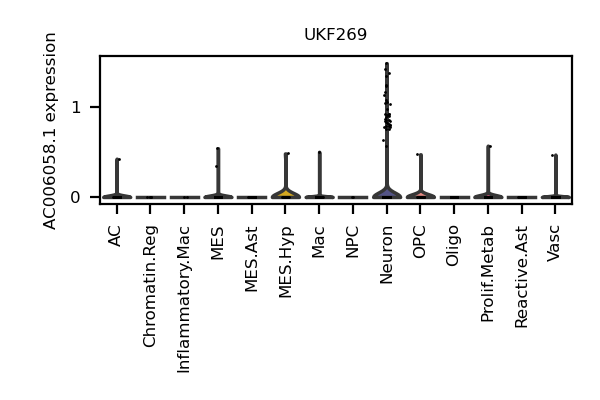 UKF269
AC006058.1 expression
1
0
AC
Chromatin.Reg
Inflammatory.Mac
MES
MES.Ast
MES.Hyp
Mac
NPC
Neuron
OPC
Oligo
Prolif.Metab
Reactive.Ast
Vasc